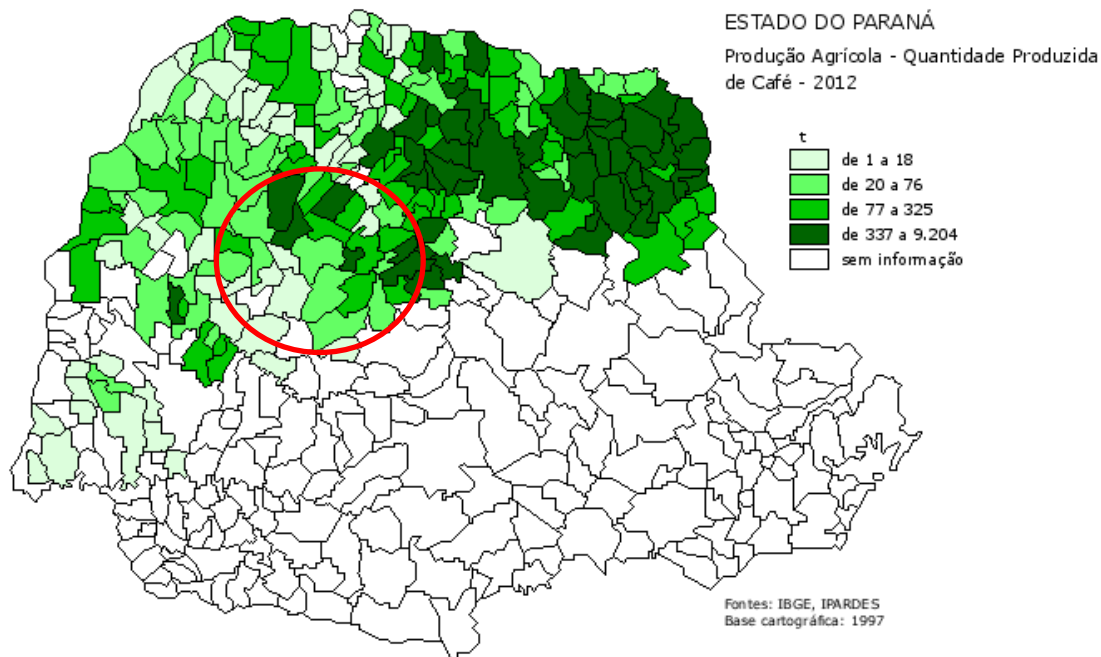 ESTADO DO PARANÁ
Produção Agrícola - Quantidade Produzida
de Café - 2012
t
de 1 a 18
de 20 a 76
de 77 a 325
de 337 a 9.204
sem informação
Fontes: IBGE, IPARDES
Base cartográfica: 1997